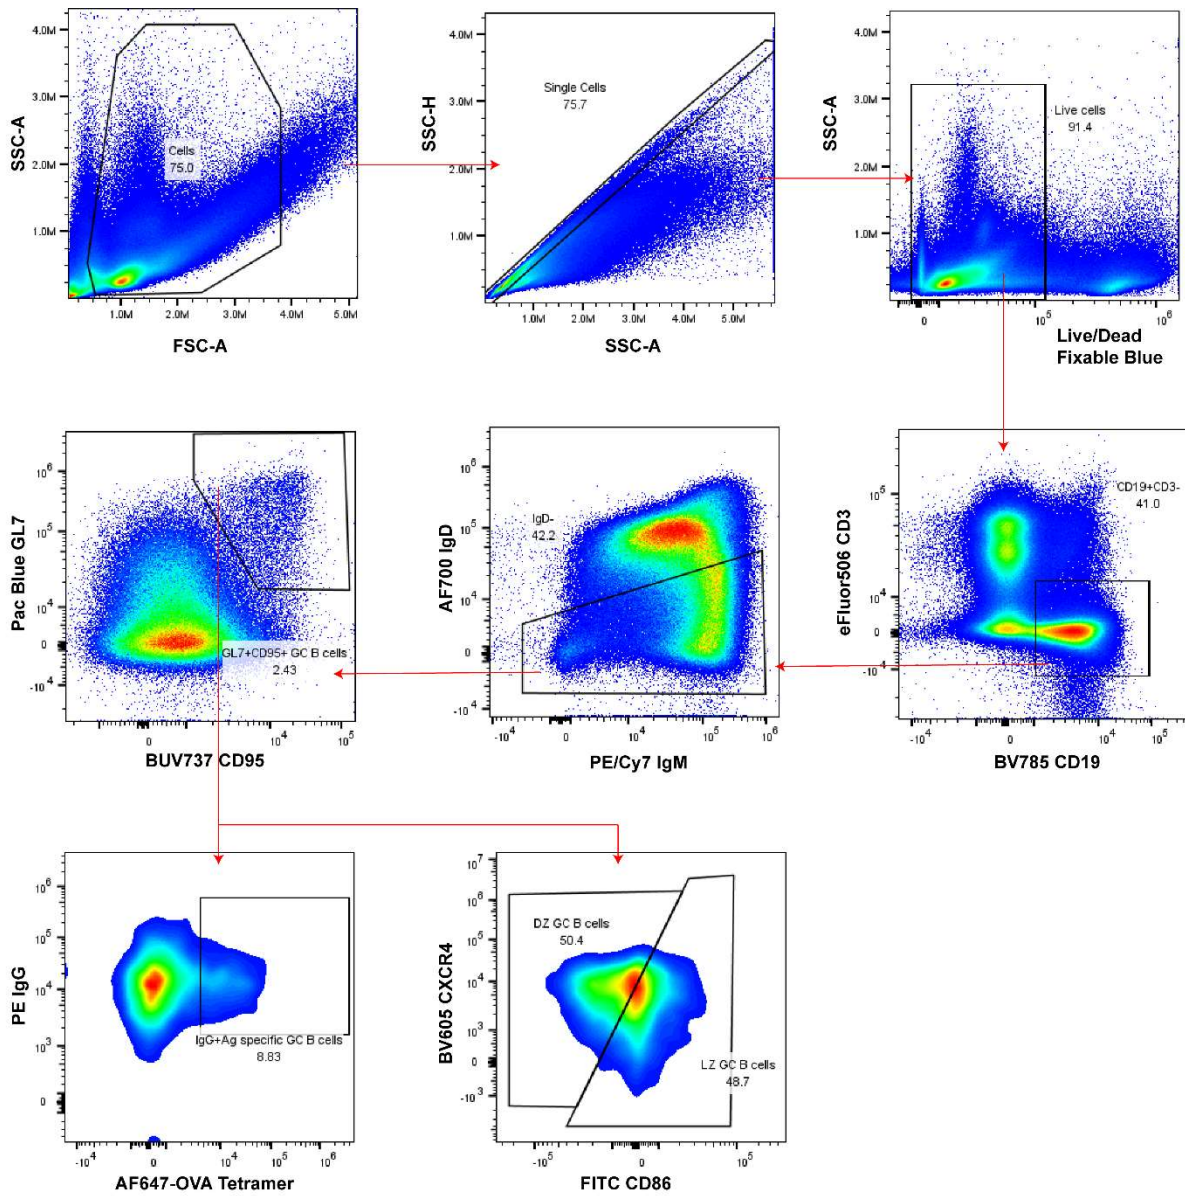 SSC-A
4.0M
3.0M
2.0M
1.0M
Cells
75.0
1.0M 2.0M 3.0M 4.0M 5.0M
FSC-A
SSC-H
4.0M
3.0M
2.0M
1.0M
Single Cells
75.7
1.0M 2.0M 3.0M 4.0M 5.0M
SSC-A
SSC-A
4.0M
3.0M
2.0M
1.0M
Live cells
91.4
0 10^5 10^6
Live/Dead
Fixable Blue
Pac Blue GL7
10^6
10^5
10^4
0
-10^4
GL7+CD95+ GC B cells
2.43
0 10^4 10^5
BUV737 CD95
AF700 IgD
10^6
10^5
10^4
0
-10^4
IgD-
42.2
-10^4 0 10^4 10^5 10^6
PE/Cy7 IgM
eFluor506 CD3
10^5
10^4
0
-10^4
CD19+CD3-
41.0
-10^4 0 10^4 10^5
BV785 CD19
PE IgG
10^6
10^5
10^4
10^3
0
IgG+Ag specific GC B cells
8.83
-10^4 0 10^4 10^5 10^6
AF647-OVA Tetramer
BV605 CXCR4
10^7
10^6
10^5
10^4
10^3
0
-10^3
DZ GC B cells
50.4
LZ GC B cells
48.7
-10^5 0 10^5
FITC CD86